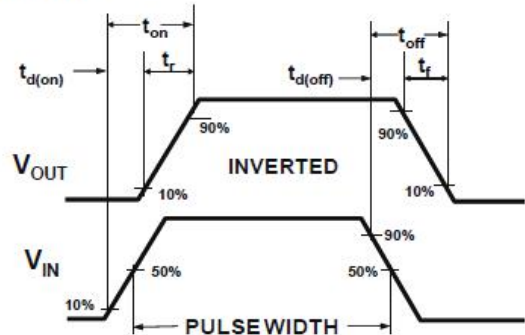 t_on t_off
t_r t_f
t_d(on) t_d(off)
90% 90%
V_OUT INVERTED
10% 10%
90%
V_IN 50% 50%
10%
PULSE WIDTH